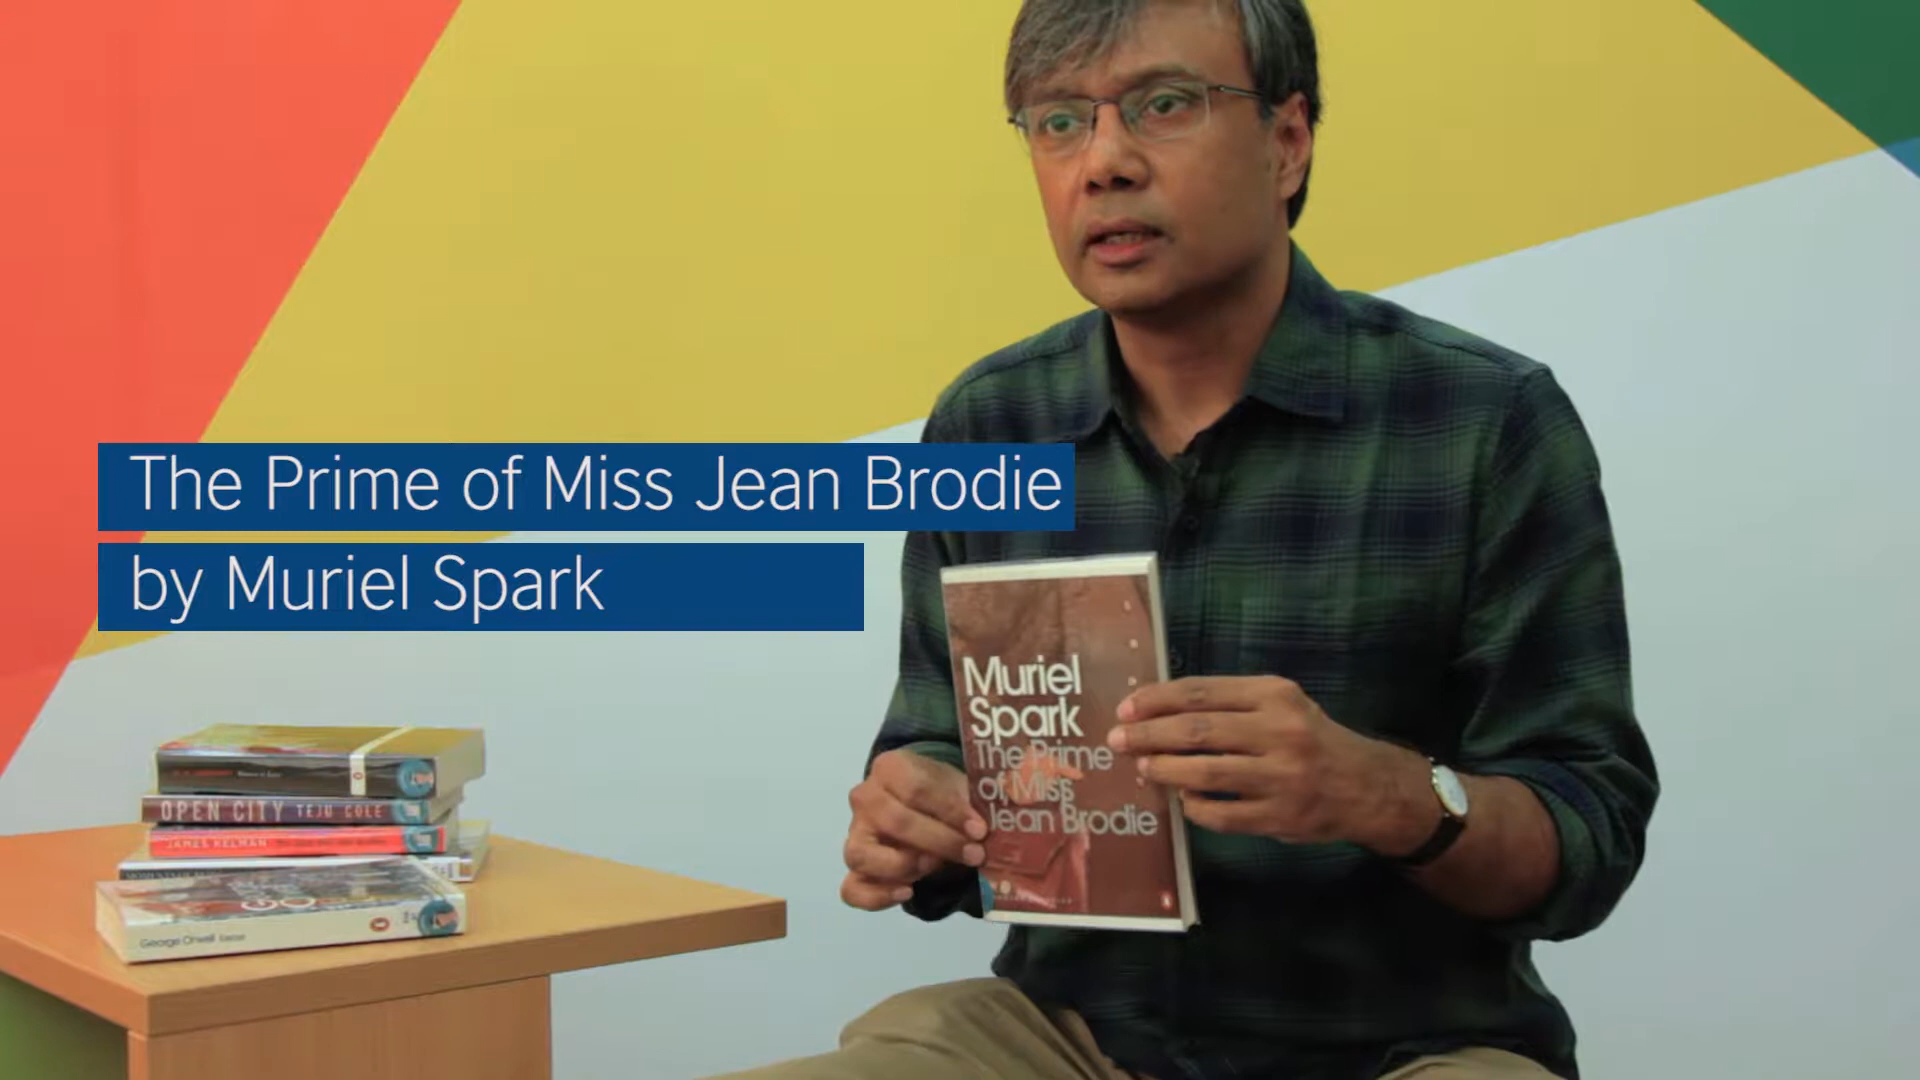 The Prime of Miss Jean Brodie
by Muriel Spark
Muriel
Spark
The Prime
of Miss
Jean Brodie
OPEN CITY TEJU COLE
JAMES KELMAN
George Orwell Essays